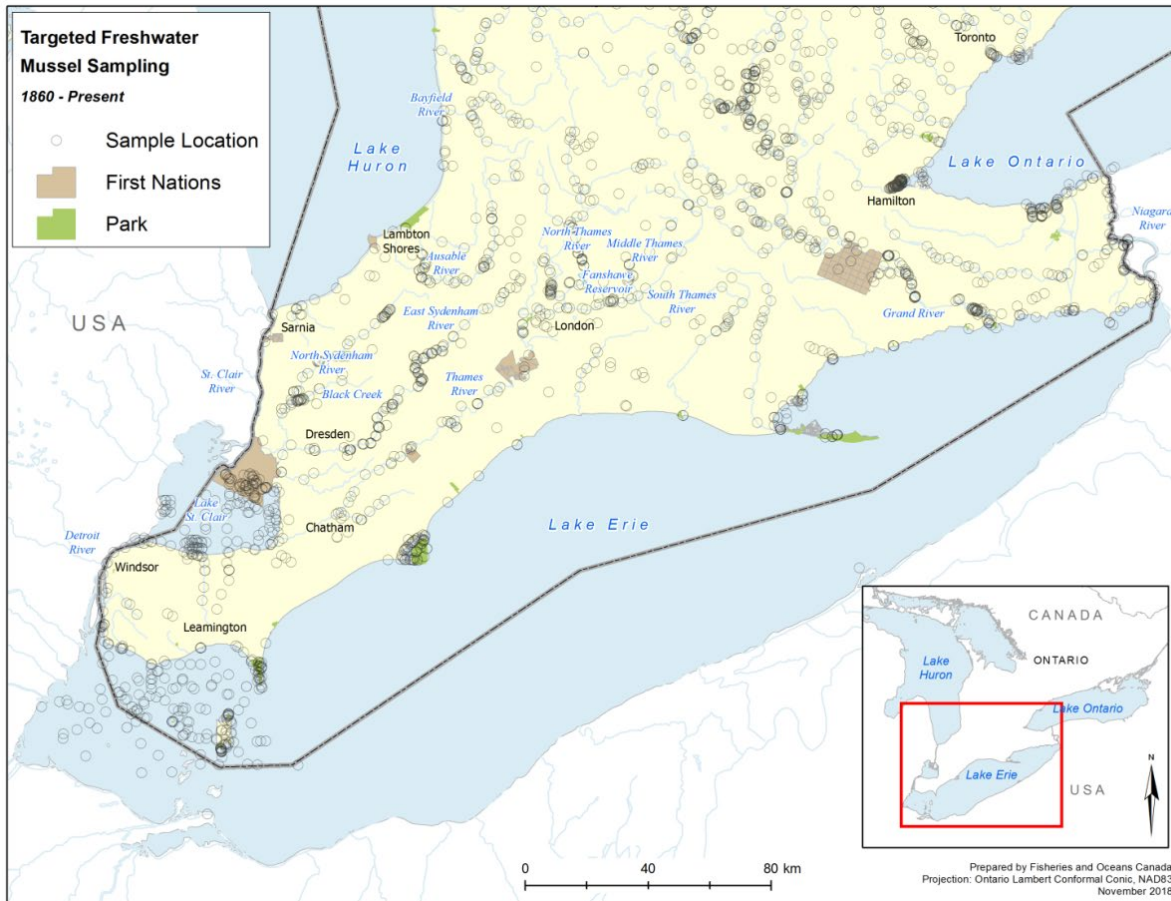 Targeted Freshwater
Mussel Sampling
1860 - Present
Sample Location
First Nations
Park
Toronto
Bayfield
River
Lake
Huron
Lake Ontario
Hamilton
Niagara
River
Lambton
Shores
Ausable
River
North Thames
River
Middle Thames
River
Fanshawe
Reservoir
South Thames
River
USA
Sarnia
East Sydenham
River
London
Grand River
North Sydenham
River
Black Creek
Thames
River
St. Clair
River
Dresden
Lake
St. Clair
Chatham
Lake Erie
Detroit
River
Windsor
Leamington
CANADA
ONTARIO
Lake
Huron
Lake Ontario
Lake Erie
USA
N
0 40 80 km
Prepared by Fisheries and Oceans Canada
Projection: Ontario Lambert Conformal Conic, NAD83
November 2018